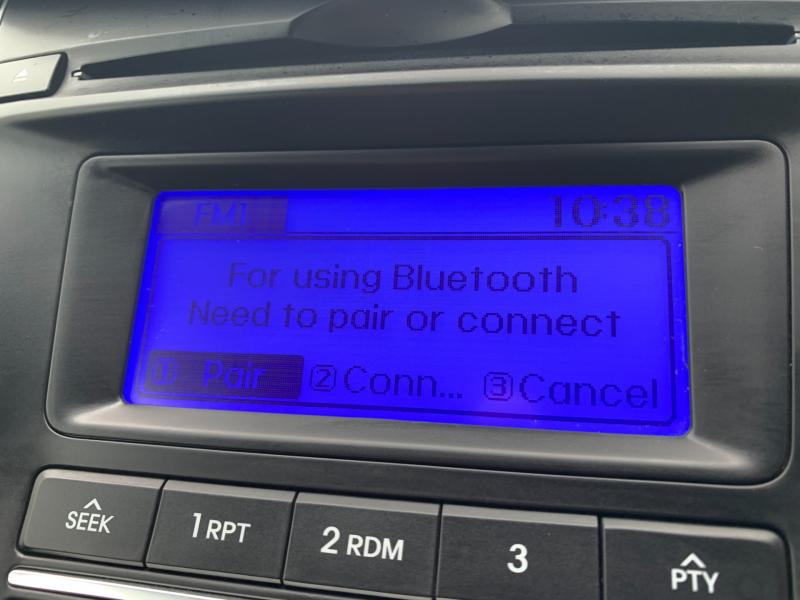 FM1 10:38
For using Bluetooth
Need to pair or connect
1 Pair 2 Conn... 3 Cancel
SEEK 1 RPT 2 RDM 3 PTY